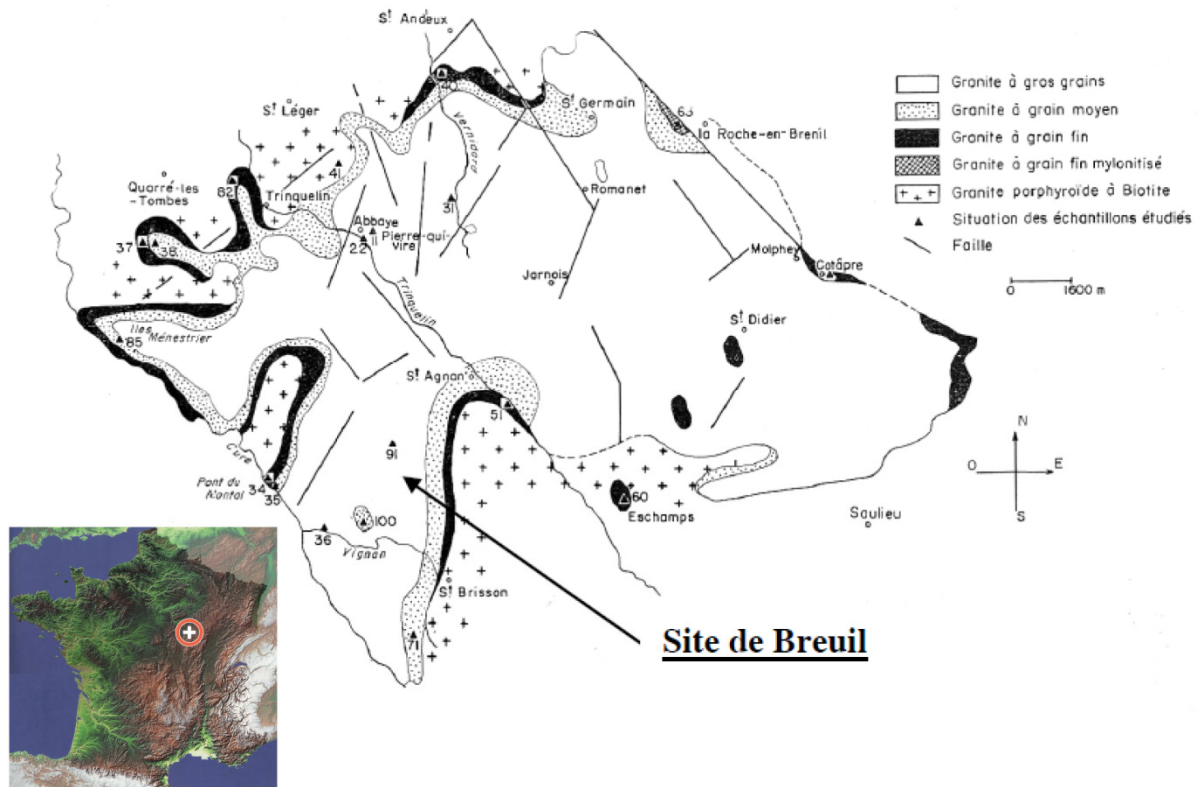 St Andeux
40
St Germain
St Léger
Vernidard
63
la Roche-en-Brenil
Quarré-les
-Tombes
82
Trinquelin
41
Romanet
31
Abbaye
11
Pierre-qui-
Vire
22
37
38
Jarnois
Molphey
Catâpre
Trinquelin
Iles
Ménestrier
85
St Didier
St Agnan
51
91
Cure
Pont du
Montal
34
35
60
Eschamps
Saulieu
100
36
Vignan
St Brisson
71
Granite à gros grains
Granite à grain moyen
Granite à grain fin
Granite à grain fin mylonitisé
Granite porphyroïde à Biotite
Situation des échantillons étudiés
Faille
0 1600 m
N
O E
S
Site de Breuil